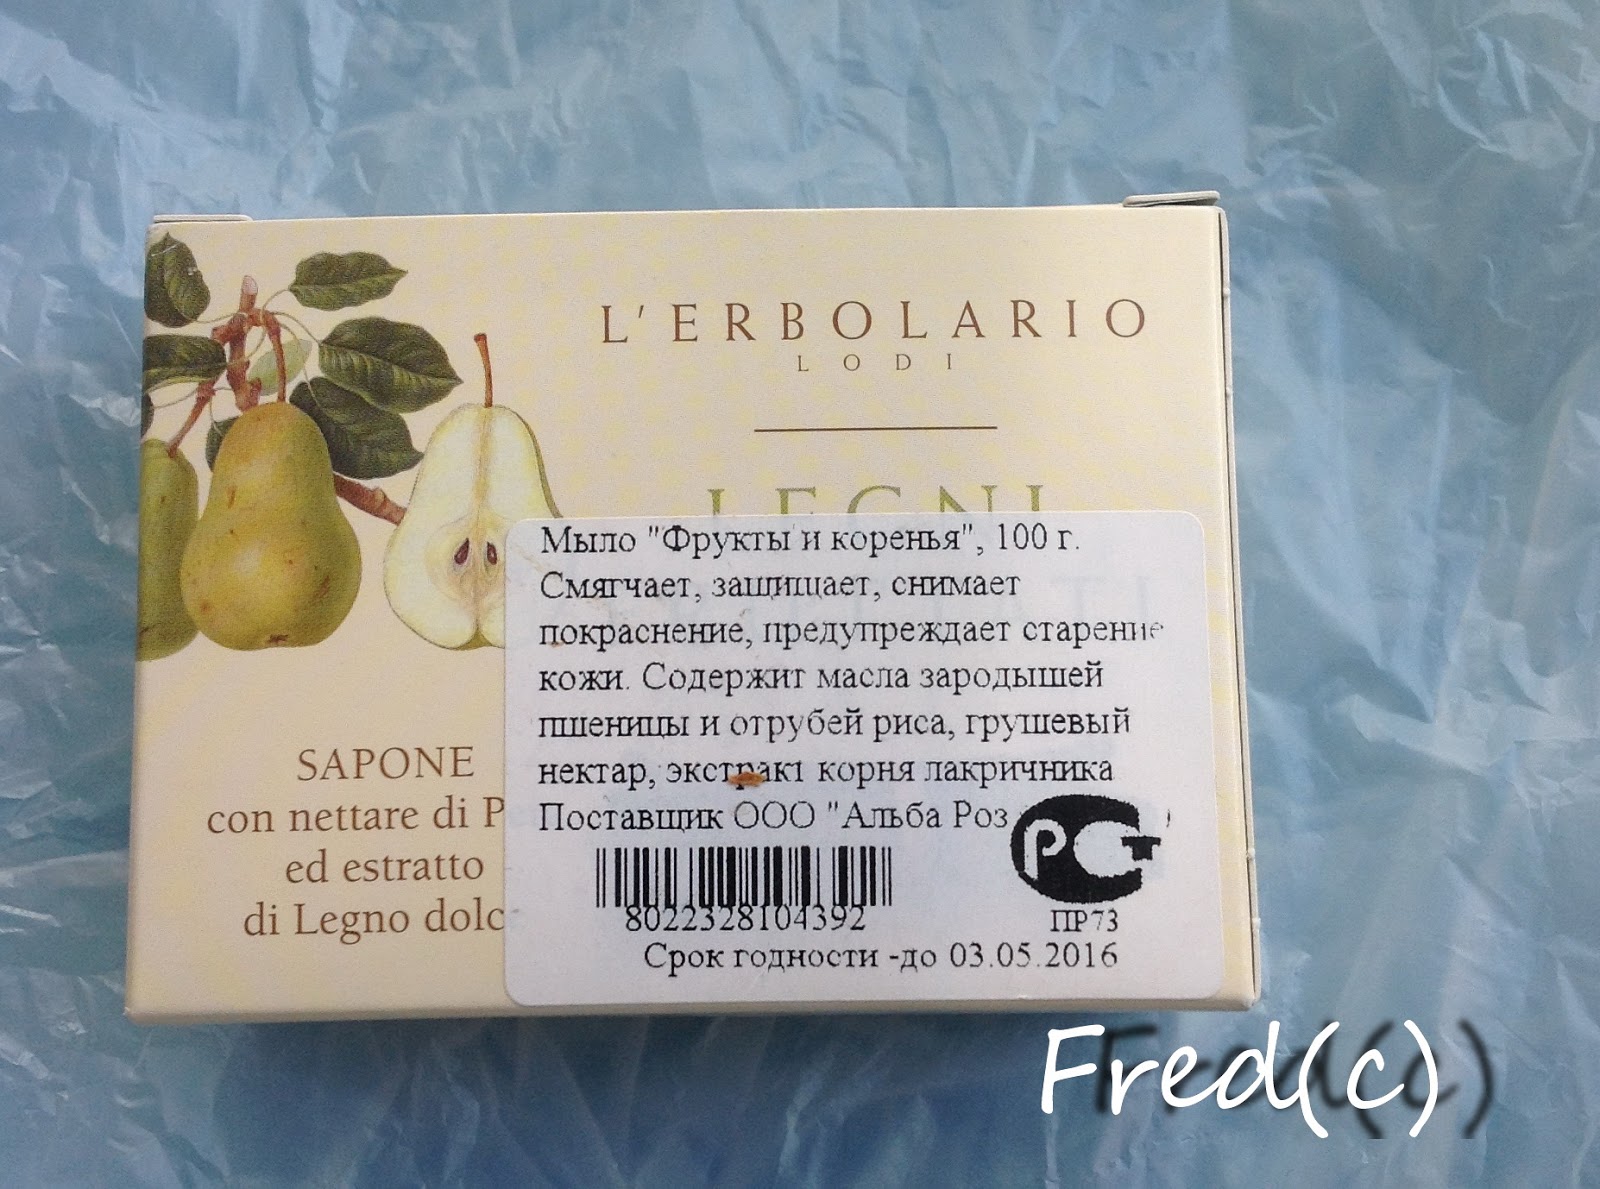 L'ERBOLARIO
LODI
LEGNI
SAPONE
con nettare di
ed estratto
di Legno
Мыло "Фрукты и коренья", 100 г.
Смягчает, защищает, снимает
покраснение, предупреждает старение
кожи. Содержит масла зародышей
пшеницы и отрубей риса, грушевый
нектар, экстракт корня лакричника
Поставщик ООО "Альба Роз
РСТ
8022328104392
ПР73
Срок годности -до 03.05.2016
Fred(c)